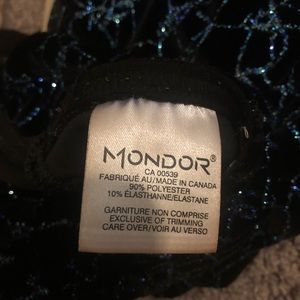 MONDOR®
CA 00539
FABRIQUÉ AU/MADE IN CANADA
90% POLYESTER
10% ÉLASTHANNE/ELASTANE
GARNITURE NON COMPRISE
EXCLUSIVE OF TRIMMING
CARE OVER/VOIR AU VERSO